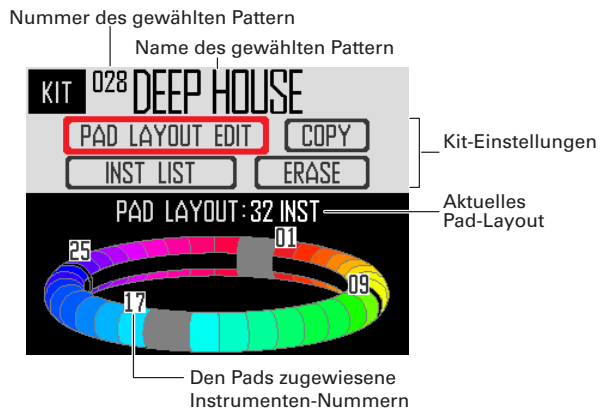 Nummer des gewählten Pattern
Name des gewählten Pattern
KIT 028 DEEP HOUSE
PAD LAYOUT EDIT COPY
INST LIST ERASE
Kit-Einstellungen
PAD LAYOUT:32 INST
Aktuelles
Pad-Layout
01
25
09
17
Den Pads zugewiesene
Instrumenten-Nummern